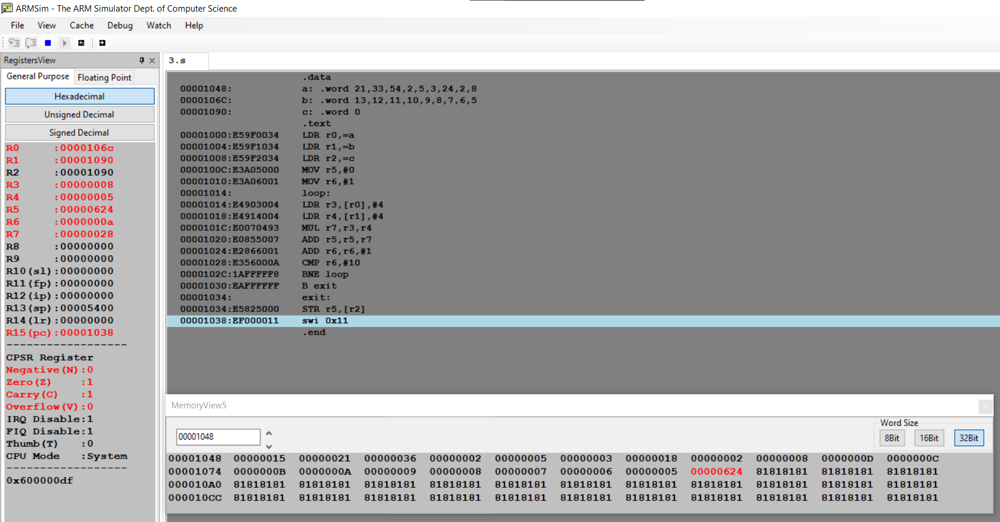 ARMSim - The ARM Simulator Dept. of Computer Science
File View Cache Debug Watch Help
RegistersView
General Purpose Floating Point
Hexadecimal
Unsigned Decimal
Signed Decimal
R0 :0000106c
R1 :00001090
R2 :00001090
R3 :00000008
R4 :00000005
R5 :00000624
R6 :0000000a
R7 :00000028
R8 :00000000
R9 :00000000
R10(sl):00000000
R11(fp):00000000
R12(ip):00000000
R13(sp):00005400
R14(lr):00000000
R15(pc):00001038
------------------
CPSR Register
Negative(N):0
Zero(Z) :1
Carry(C) :1
Overflow(V):0
IRQ Disable:1
FIQ Disable:1
Thumb(T) :0
CPU Mode :System
------------------
0x600000df
3.s
.data
00001048: a: .word 21,33,54,2,5,3,24,2,8
0000106C: b: .word 13,12,11,10,9,8,7,6,5
00001090: c: .word 0
.text
00001000:E59F0034 LDR r0,=a
00001004:E59F1034 LDR r1,=b
00001008:E59F2034 LDR r2,=c
0000100C:E3A05000 MOV r5,#0
00001010:E3A06001 MOV r6,#1
00001014: loop:
00001014:E4903004 LDR r3,[r0],#4
00001018:E4914004 LDR r4,[r1],#4
0000101C:E0070493 MUL r7,r3,r4
00001020:E0855007 ADD r5,r5,r7
00001024:E2866001 ADD r6,r6,#1
00001028:E356000A CMP r6,#10
0000102C:1AFFFFF8 BNE loop
00001030:EAFFFFFF B exit
00001034: exit:
00001034:E5825000 STR r5,[r2]
00001038:EF000011 swi 0x11
.end
MemoryView5
00001048
Word Size
8Bit 16Bit 32Bit
00001048 00000015 00000021 00000036 00000002 00000005 00000003 00000018 00000002 00000008 0000000D 0000000C
00001074 0000000B 0000000A 00000009 00000008 00000007 00000006 00000005 00000624 81818181 81818181 81818181
000010A0 81818181 81818181 81818181 81818181 81818181 81818181 81818181 81818181 81818181 81818181 81818181
000010CC 81818181 81818181 81818181 81818181 81818181 81818181 81818181 81818181 81818181 81818181 81818181